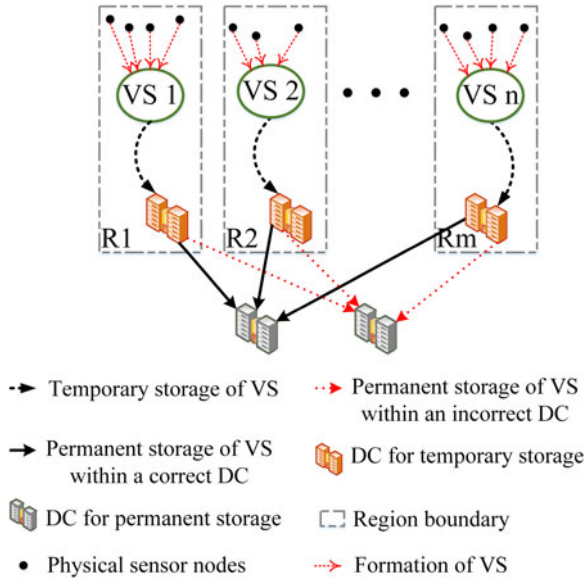 VS 1
VS 2
VS n
R1
R2
Rm
Temporary storage of VS
Permanent storage of VS
within an incorrect DC
Permanent storage of VS
within a correct DC
DC for temporary storage
DC for permanent storage
Region boundary
Physical sensor nodes
Formation of VS